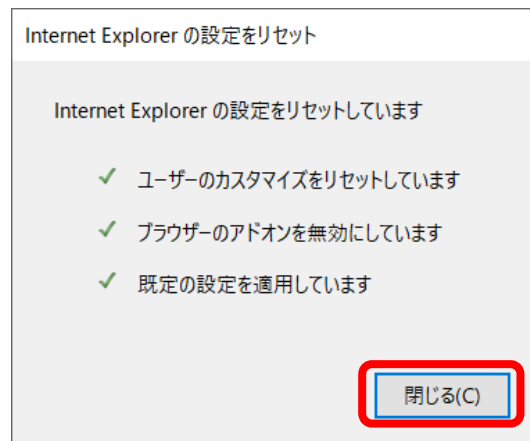 Internet Explorer の設定をリセット
Internet Explorer の設定をリセットしています
ユーザーのカスタマイズをリセットしています
ブラウザーのアドオンを無効にしています
既定の設定を適用しています
閉じる(C)